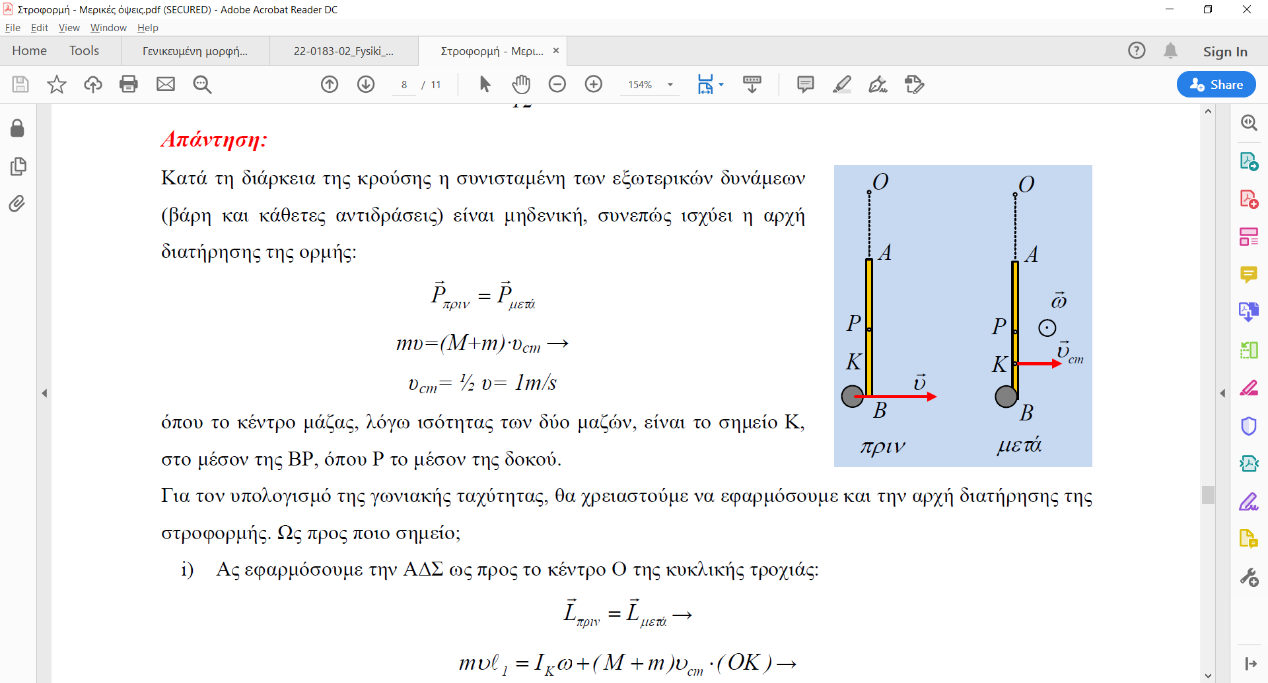 Στροφορμή - Μερικές όψεις.pdf (SECURED) - Adobe Acrobat Reader DC
File Edit View Window Help
Home Tools Γενικευμένη μορφή... 22-0183-02_Fysiki_... Στροφορμή - Μερι... × Sign In
8 / 11 154% Share
Απάντηση:
Κατά τη διάρκεια της κρούσης η συνισταμένη των εξωτερικών δυνάμεων
(βάρη και κάθετες αντιδράσεις) είναι μηδενική, συνεπώς ισχύει η αρχή
διατήρησης της ορμής:
P⃗πριν = P⃗μετά
mυ=(M+m)·υcm →
υcm= ½ υ= 1m/s
O O
A A
P P ω⃗
K K υ⃗cm
υ⃗
B B
πριν μετά
όπου το κέντρο μάζας, λόγω ισότητας των δύο μαζών, είναι το σημείο Κ,
στο μέσον της ΒΡ, όπου Ρ το μέσον της δοκού.
Για τον υπολογισμό της γωνιακής ταχύτητας, θα χρειαστούμε να εφαρμόσουμε και την αρχή διατήρησης της
στροφορμής. Ως προς ποιο σημείο;
i) Ας εφαρμόσουμε την ΑΔΣ ως προς το κέντρο Ο της κυκλικής τροχιάς:
L⃗πριν = L⃗μετά →
mυℓ1 = IKω+(M+m)υcm·(OK)→